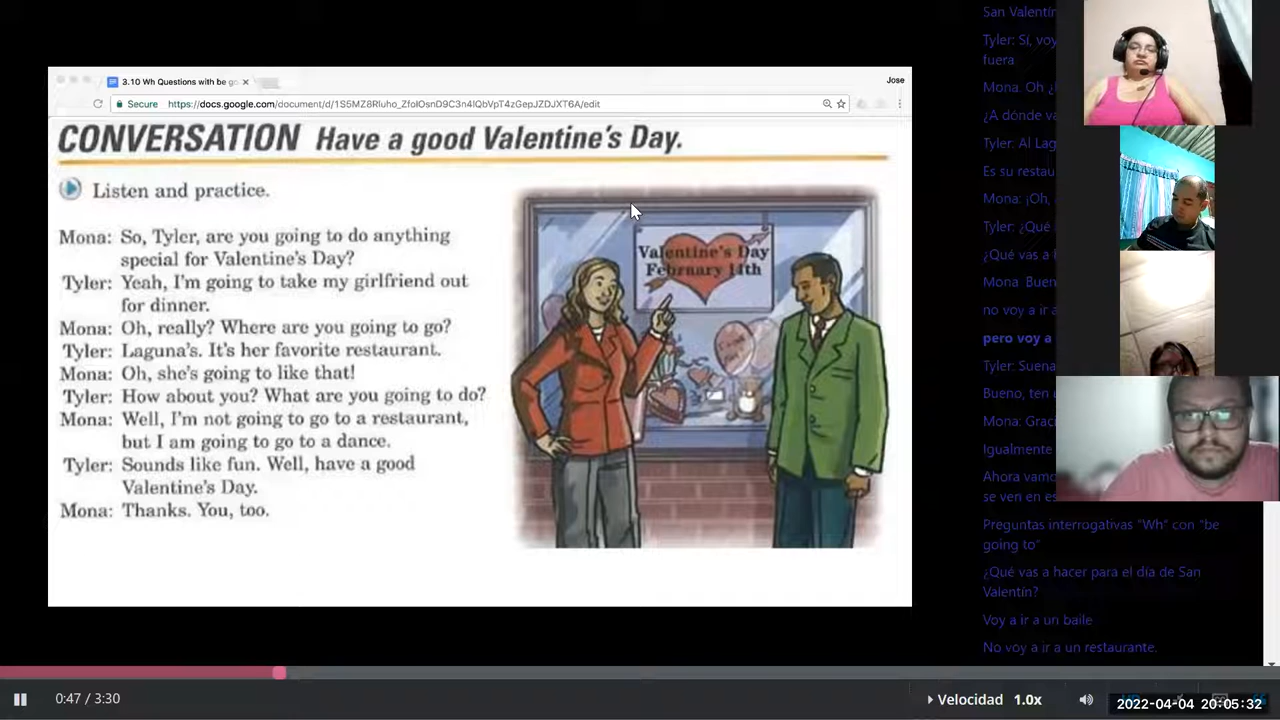 3.10 Wh Questions with be go
Jose
Secure https://docs.google.com/document/d/1S5MZ8Rluho_ZfoIOsnD9C3n4IQbVpT4zGepJZDJXT6A/edit
CONVERSATION Have a good Valentine's Day.
Listen and practice.
Mona: So, Tyler, are you going to do anything
special for Valentine's Day?
Tyler: Yeah, I'm going to take my girlfriend out
for dinner.
Mona: Oh, really? Where are you going to go?
Tyler: Laguna's. It's her favorite restaurant.
Mona: Oh, she's going to like that!
Tyler: How about you? What are you going to do?
Mona: Well, I'm not going to go to a restaurant,
but I am going to go to a dance.
Tyler: Sounds like fun. Well, have a good
Valentine's Day.
Mona: Thanks. You, too.
Valentine's Day
February 14th
San Valentín
Tyler: Sí, voy
fuera
Mona. Oh ¿
¿A dónde va
Tyler: Al Lag
Es su restau
Mona: ¡Oh,
Tyler: ¿Qué
¿Qué vas a
Mona: Buen
no voy a ir a
pero voy a
Tyler: Suena
Bueno, ten
Mona: Graci
Igualmente
Ahora vamo
se ven en es
Preguntas interrogativas "Wh" con "be
going to"
¿Qué vas a hacer para el día de San
Valentín?
Voy a ir a un baile
No voy a ir a un restaurante.
0:47 / 3:30
Velocidad 1.0x
2022-04-04 20:05:32